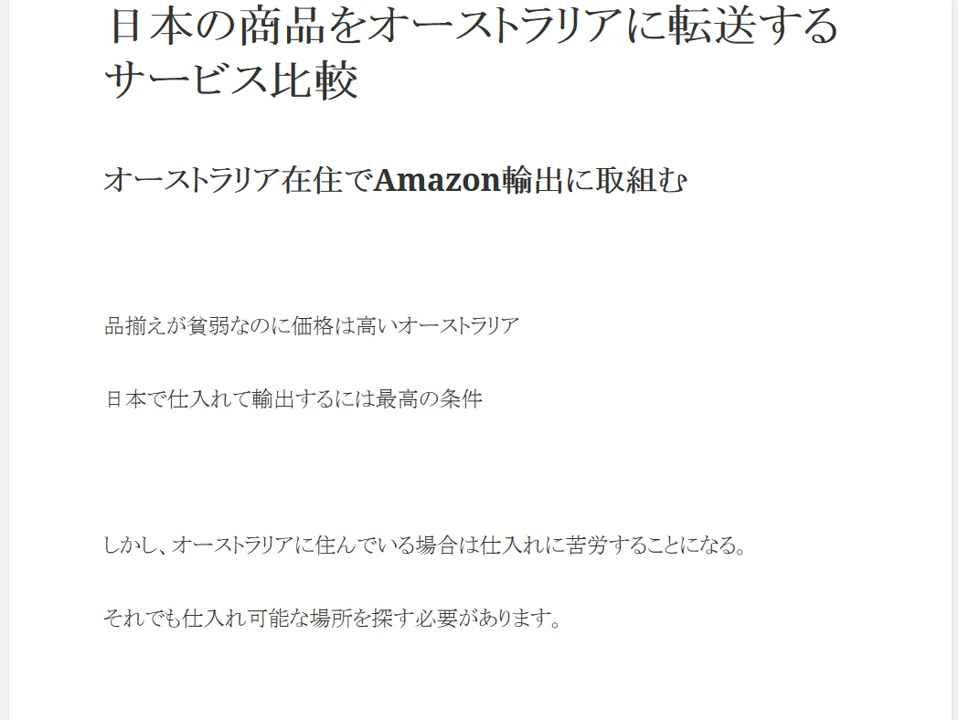 日本の商品をオーストラリアに転送する
サービス比較
オーストラリア在住でAmazon輸出に取組む
品揃えが貧弱なのに価格は高いオーストラリア
日本で仕入れて輸出するには最高の条件
しかし、オーストラリアに住んでいる場合は仕入れに苦労することになる。
それでも仕入れ可能な場所を探す必要があります。